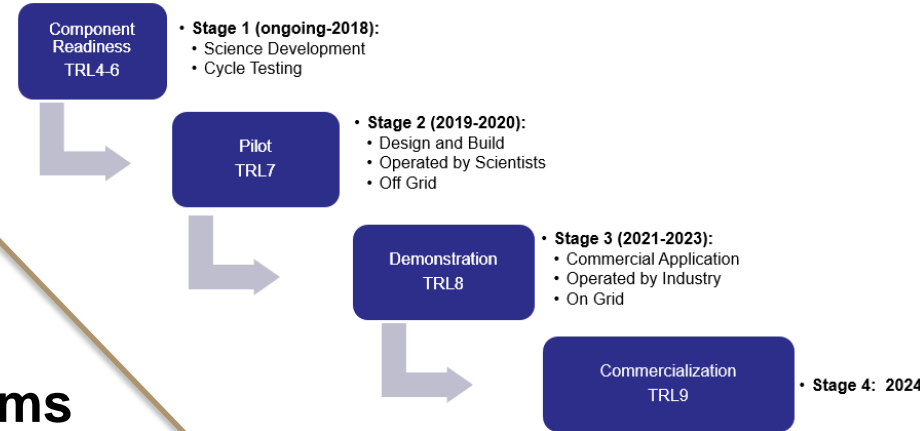 Component
Readiness
TRL4-6
• Stage 1 (ongoing-2018):
• Science Development
• Cycle Testing
Pilot
TRL7
• Stage 2 (2019-2020):
• Design and Build
• Operated by Scientists
• Off Grid
Demonstration
TRL8
• Stage 3 (2021-2023):
• Commercial Application
• Operated by Industry
• On Grid
Commercialization
TRL9
• Stage 4: 2024
ms